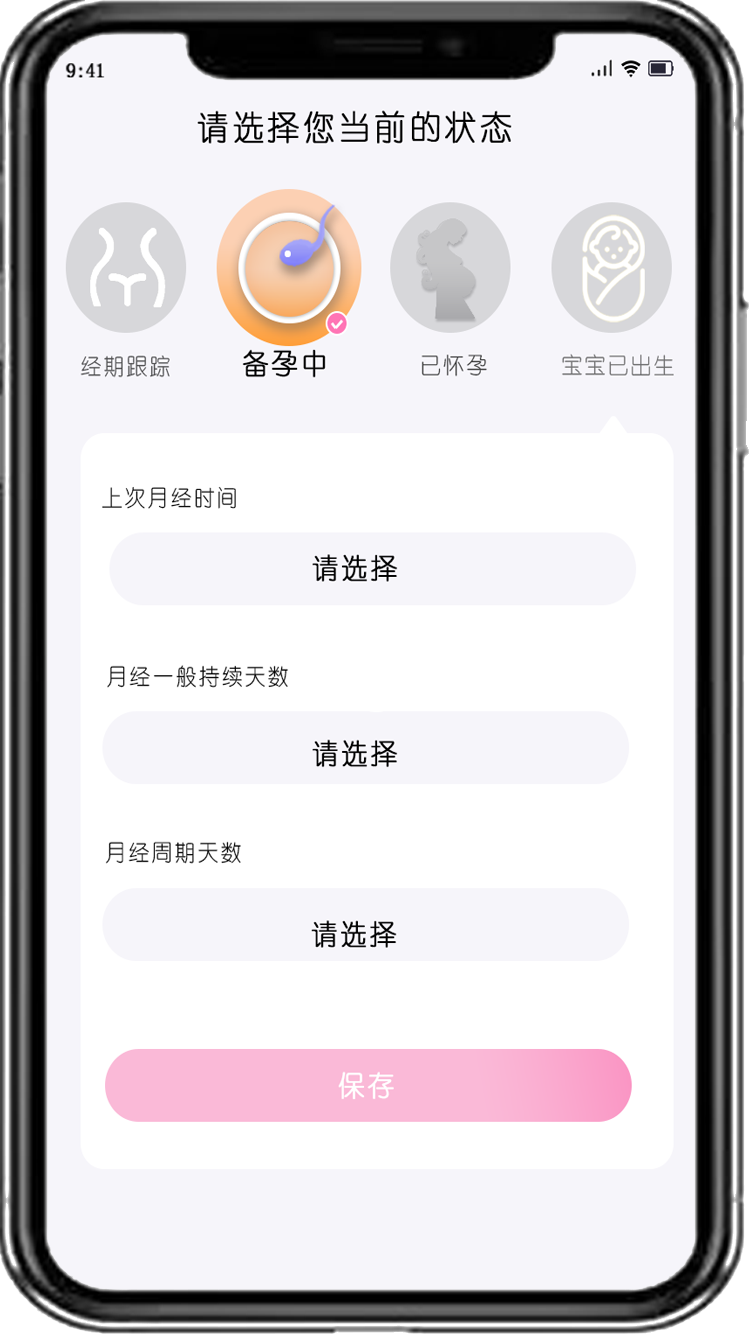 9:41
请选择您当前的状态
经期跟踪
备孕中
已怀孕
宝宝已出生
上次月经时间
请选择
月经一般持续天数
请选择
月经周期天数
请选择
保存